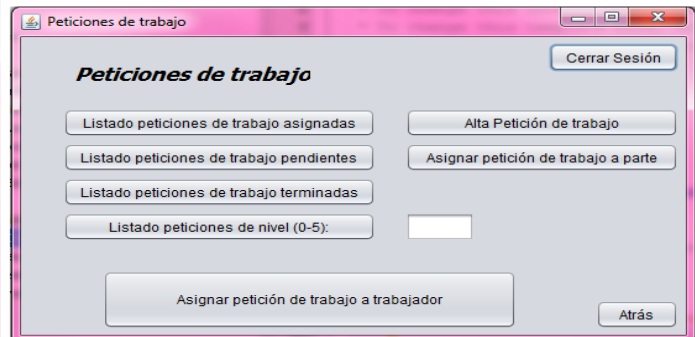 Peticiones de trabajo
Cerrar Sesión
Peticiones de trabajo
Listado peticiones de trabajo asignadas
Alta Petición de trabajo
Listado peticiones de trabajo pendientes
Asignar petición de trabajo a parte
Listado peticiones de trabajo terminadas
Listado peticiones de nivel (0-5):
Asignar petición de trabajo a trabajador
Atrás